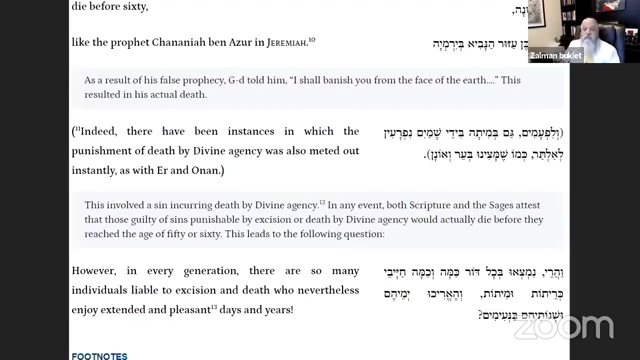 die before sixty,
שׁוֹנָה,
like the prophet Chananiah ben Azur in JEREMIAH.¹⁰
בֶּן עַזּוּר הַנָּבִיא בְּיִרְמְיָה
As a result of his false prophecy, G-d told him, “I shall banish you from the face of the earth....” This
resulted in his actual death.
(¹¹Indeed, there have been instances in which the
punishment of death by Divine agency was also meted out
instantly, as with Er and Onan.)
(וְלִפְעָמִים, גַּם בְּמִיתָה בִּידֵי שָׁמַיִם נִפְרָעִין
לְאַלְתַּר, כְּמוֹ שֶׁמָּצִינוּ בְּעֵר וְאוֹנָן).
This involved a sin incurring death by Divine agency.¹² In any event, both Scripture and the Sages attest
that those guilty of sins punishable by excision or death by Divine agency would actually die before they
reached the age of fifty or sixty. This leads to the following question:
However, in every generation, there are so many
individuals liable to excision and death who nevertheless
enjoy extended and pleasant¹³ days and years!
וַהֲרֵי, נִמְצְאוּ בְּכָל דּוֹר כַּמָּה וְכַמָּה חַיָּיבֵי
כְּרֵיתוֹת וּמִיתוֹת, וְהֶאֱרִיכוּ יְמֵיהֶם
וּשְׁנוֹתֵיהֶם בַּנְּעִימִים?
FOOTNOTES
Zalman bukiet
zoom